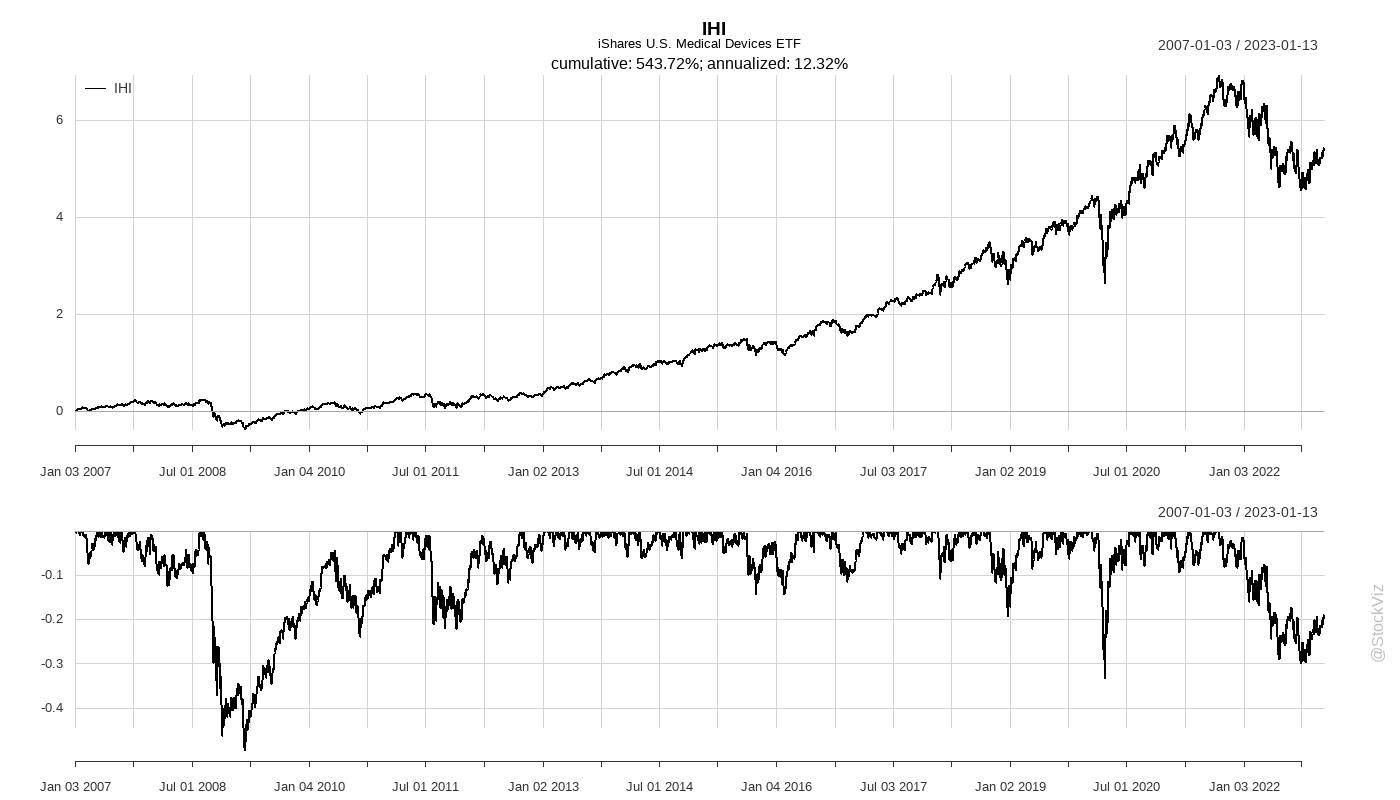 IHI
iShares U.S. Medical Devices ETF
2007-01-03 / 2023-01-13
cumulative: 543.72%; annualized: 12.32%
IHI
6
4
2
0
Jan 03 2007 Jul 01 2008 Jan 04 2010 Jul 01 2011 Jan 02 2013 Jul 01 2014 Jan 04 2016 Jul 03 2017 Jan 02 2019 Jul 01 2020 Jan 03 2022
2007-01-03 / 2023-01-13
-0.1
-0.2
-0.3
-0.4
Jan 03 2007 Jul 01 2008 Jan 04 2010 Jul 01 2011 Jan 02 2013 Jul 01 2014 Jan 04 2016 Jul 03 2017 Jan 02 2019 Jul 01 2020 Jan 03 2022
@StockViz